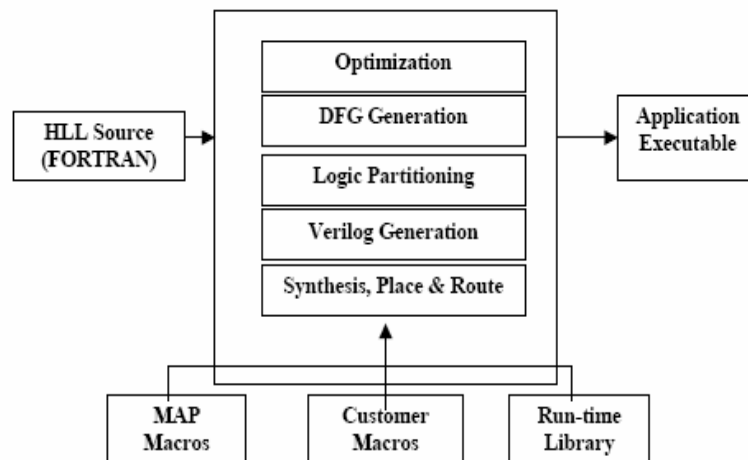 Optimization
DFG Generation
HLL Source
(FORTRAN)
Application
Executable
Logic Partitioning
Verilog Generation
Synthesis, Place & Route
MAP
Macros
Customer
Macros
Run-time
Library